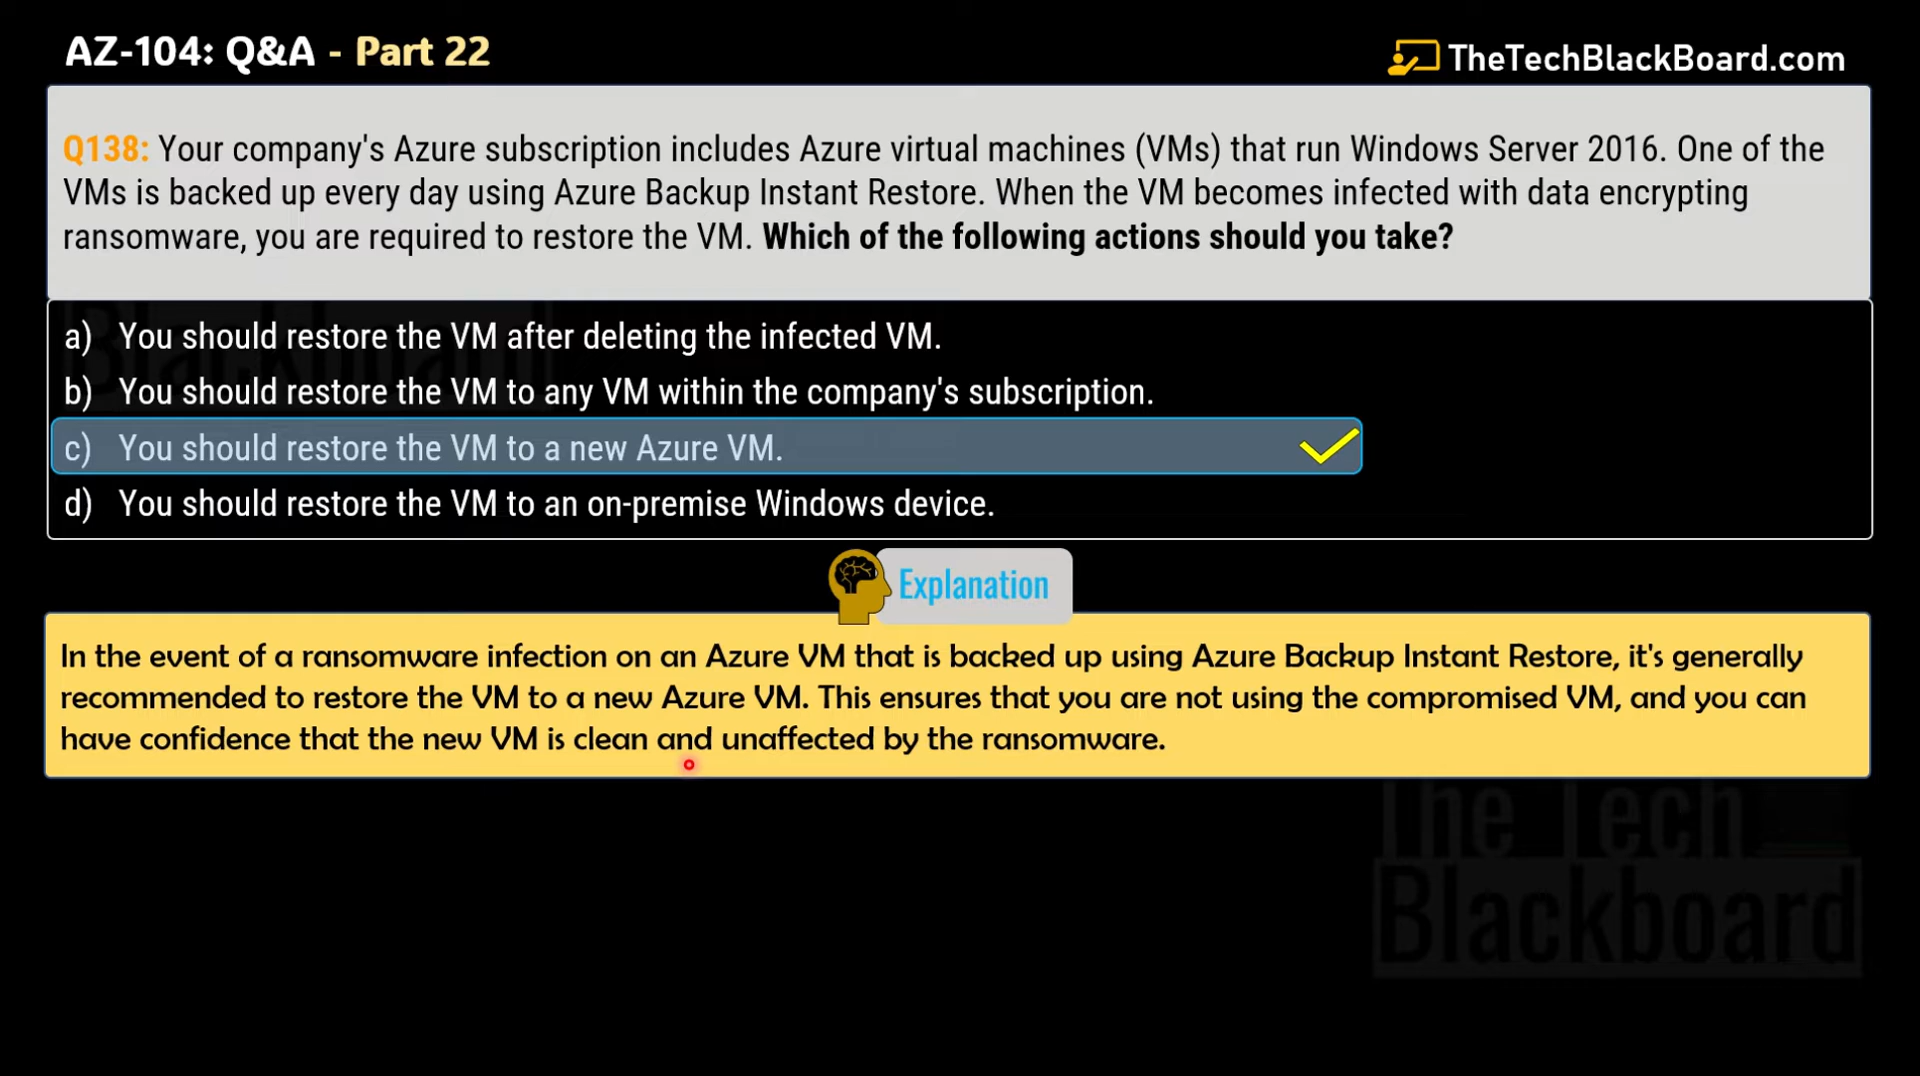 AZ-104: Q&A - Part 22
TheTechBlackBoard.com
Q138: Your company's Azure subscription includes Azure virtual machines (VMs) that run Windows Server 2016. One of the
VMs is backed up every day using Azure Backup Instant Restore. When the VM becomes infected with data encrypting
ransomware, you are required to restore the VM. Which of the following actions should you take?
a) You should restore the VM after deleting the infected VM.
b) You should restore the VM to any VM within the company's subscription.
c) You should restore the VM to a new Azure VM.
d) You should restore the VM to an on-premise Windows device.
Explanation
In the event of a ransomware infection on an Azure VM that is backed up using Azure Backup Instant Restore, it's generally
recommended to restore the VM to a new Azure VM. This ensures that you are not using the compromised VM, and you can
have confidence that the new VM is clean and unaffected by the ransomware.
The Tech
Blackboard